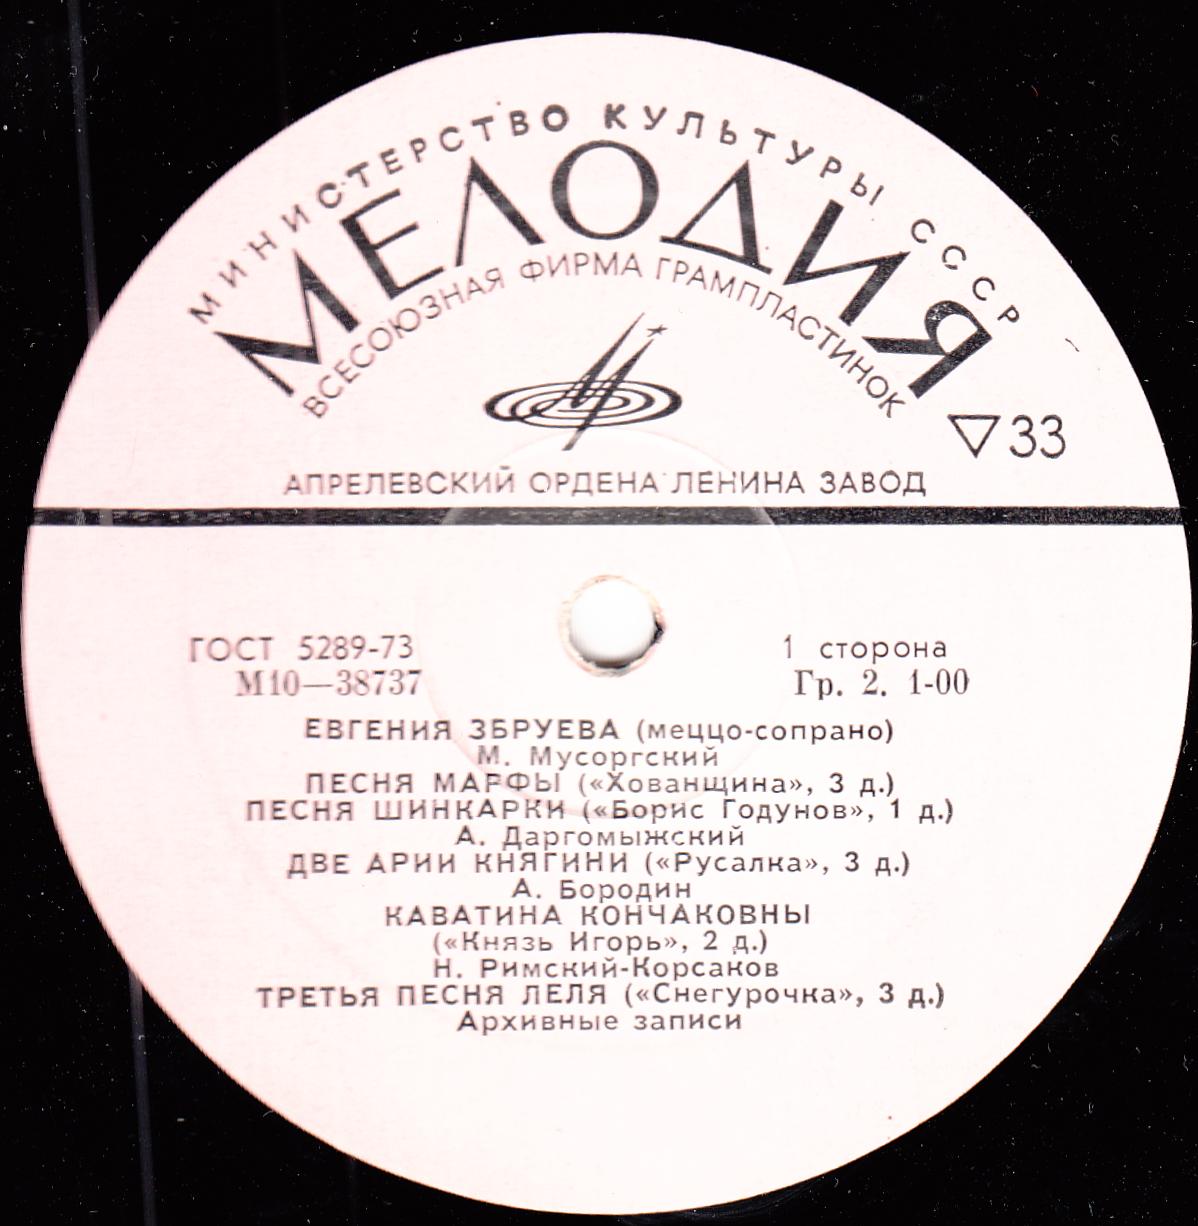 МИНИСТЕРСТВО КУЛЬТУРЫ СССР
МЕЛОДИЯ
ВСЕСОЮЗНАЯ ФИРМА ГРАМПЛАСТИНОК
▽33
АПРЕЛЕВСКИЙ ОРДЕНА ЛЕНИНА ЗАВОД
ГОСТ 5289-73 1 сторона
М10—38737 Гр. 2. 1-00
ЕВГЕНИЯ ЗБРУЕВА (меццо-сопрано)
М. Мусоргский
ПЕСНЯ МАРФЫ («Хованщина», 3 д.)
ПЕСНЯ ШИНКАРКИ («Борис Годунов», 1 д.)
А. Даргомыжский
ДВЕ АРИИ КНЯГИНИ («Русалка», 3 д.)
А. Бородин
КАВАТИНА КОНЧАКОВНЫ
(«Князь Игорь», 2 д.)
Н. Римский-Корсаков
ТРЕТЬЯ ПЕСНЯ ЛЕЛЯ («Снегурочка», 3 д.)
Архивные записи